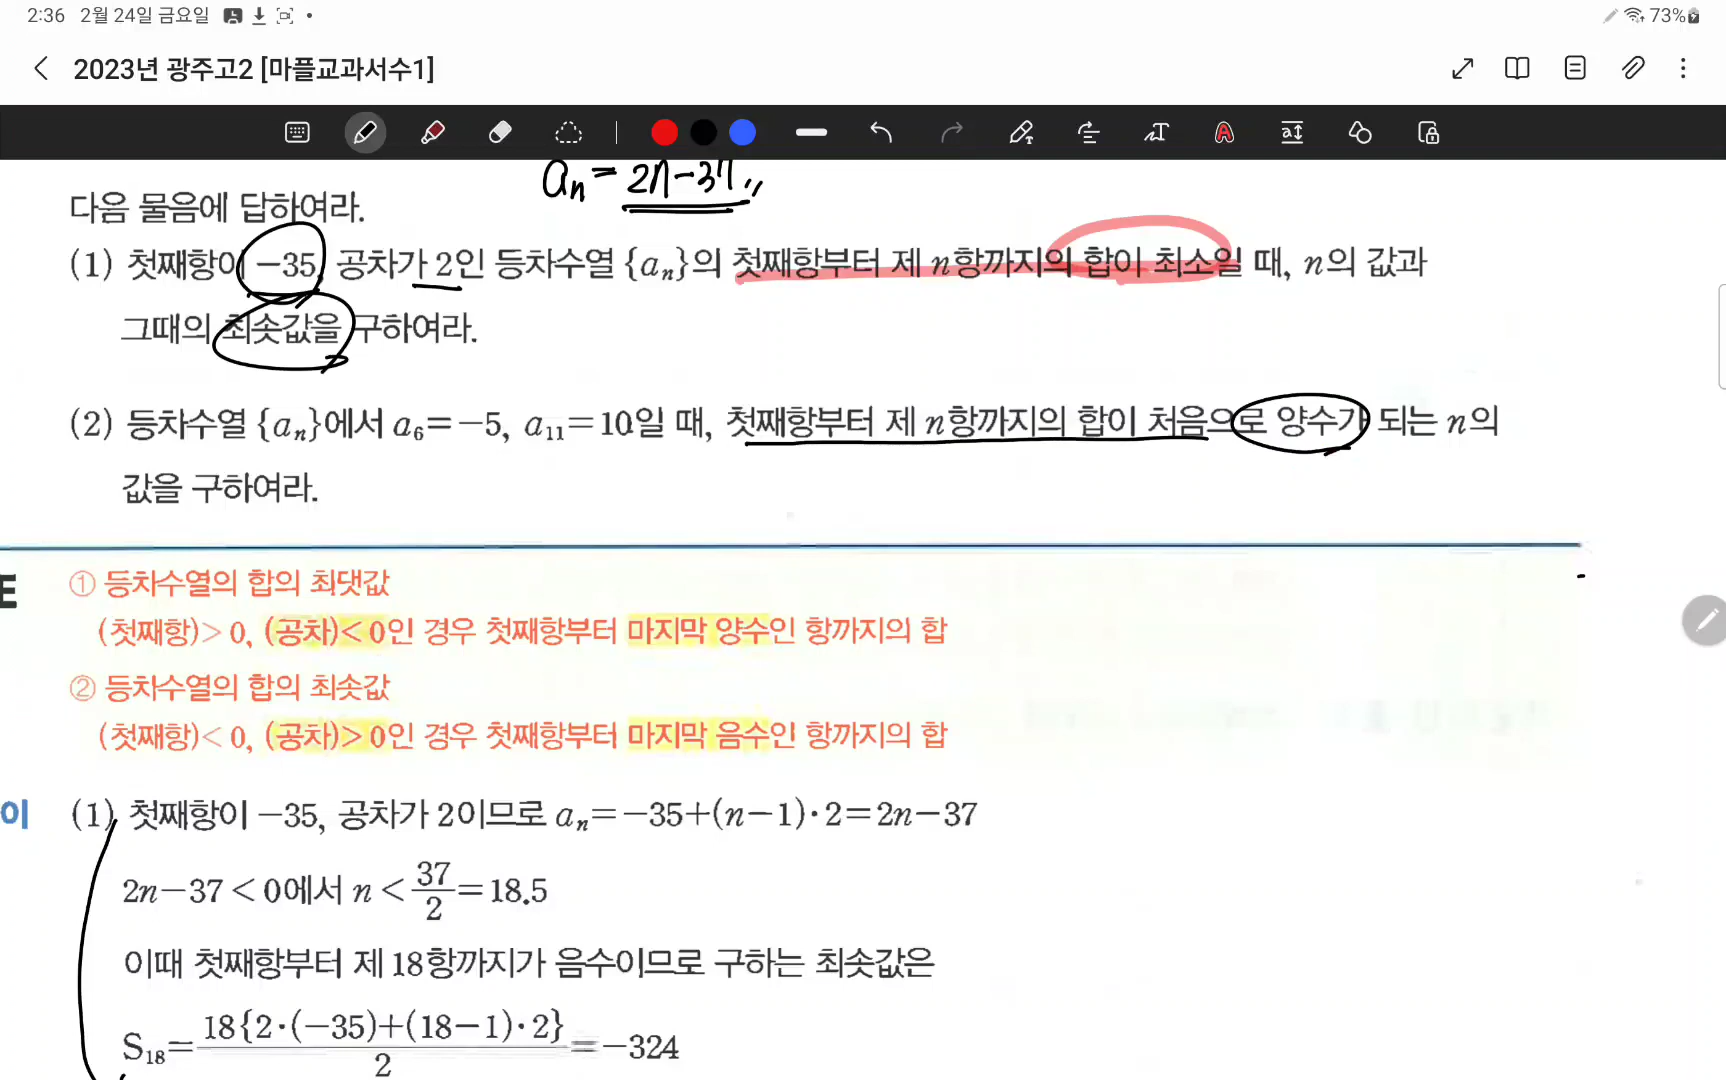 2:36 2월 24일 금요일
73%
2023년 광주고2 [마플교과서수1]
aₙ = 2n-37
다음 물음에 답하여라.
(1) 첫째항이 -35, 공차가 2인 등차수열 {aₙ}의 첫째항부터 제 n항까지의 합이 최소일 때, n의 값과
그때의 최솟값을 구하여라.
(2) 등차수열 {aₙ}에서 a₆=-5, a₁₁=10일 때, 첫째항부터 제 n항까지의 합이 처음으로 양수가 되는 n의
값을 구하여라.
E
① 등차수열의 합의 최댓값
(첫째항)>0, (공차)<0인 경우 첫째항부터 마지막 양수인 항까지의 합
② 등차수열의 합의 최솟값
(첫째항)<0, (공차)>0인 경우 첫째항부터 마지막 음수인 항까지의 합
이 (1) 첫째항이 -35, 공차가 2이므로 aₙ=-35+(n-1)·2=2n-37
2n-37<0에서 n<37/2=18.5
이때 첫째항부터 제 18항까지가 음수이므로 구하는 최솟값은
S₁₈=18{2·(-35)+(18-1)·2}/2=-324